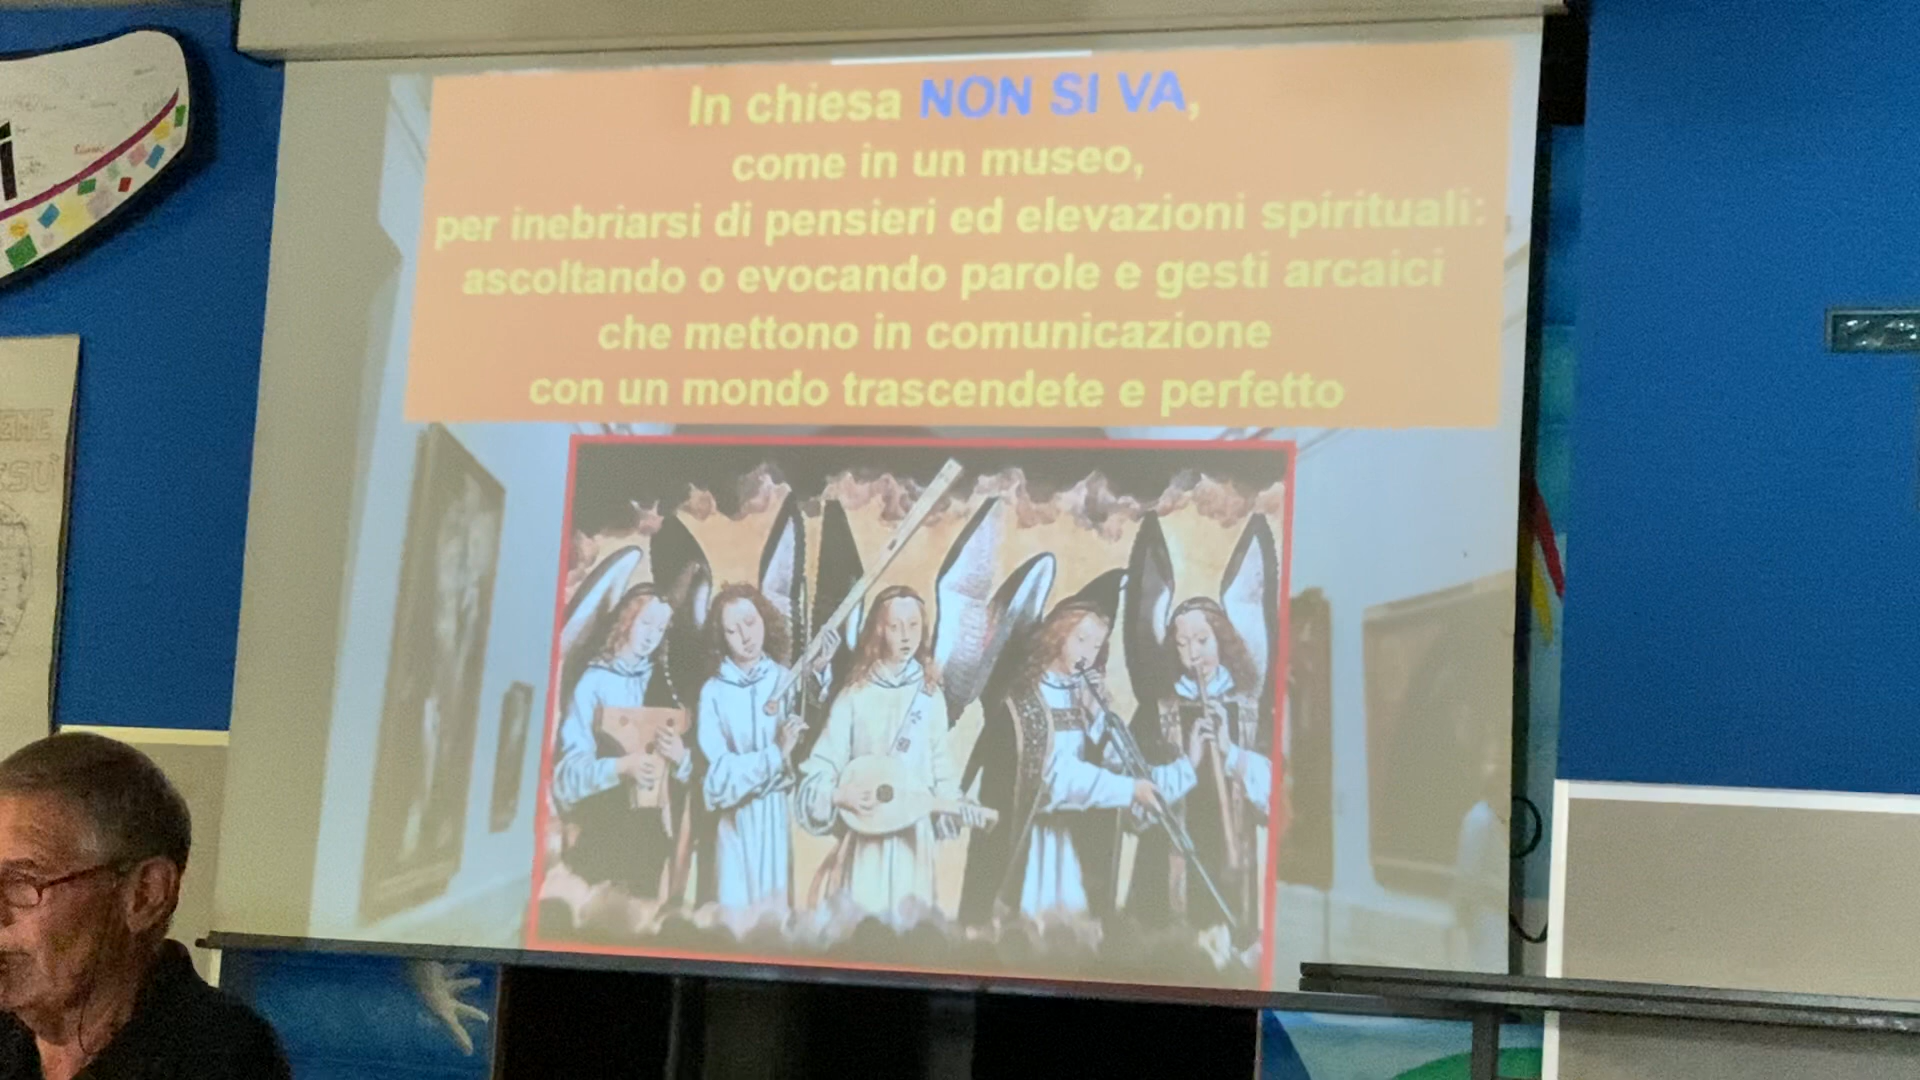 In chiesa NON SI VA,
come in un museo,
per inebriarsi di pensieri ed elevazioni spirituali:
ascoltando o evocando parole e gesti arcaici
che mettono in comunicazione
con un mondo trascendete e perfetto